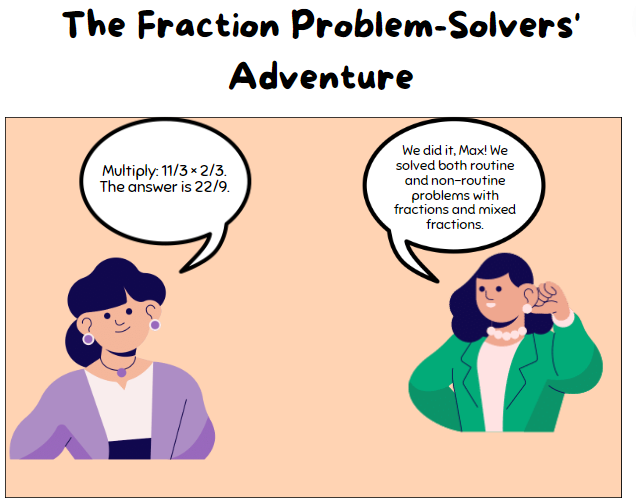 The Fraction Problem-Solvers'
Adventure
Multiply: 11/3 × 2/3.
The answer is 22/9.
We did it, Max! We
solved both routine
and non-routine
problems with
fractions and mixed
fractions.